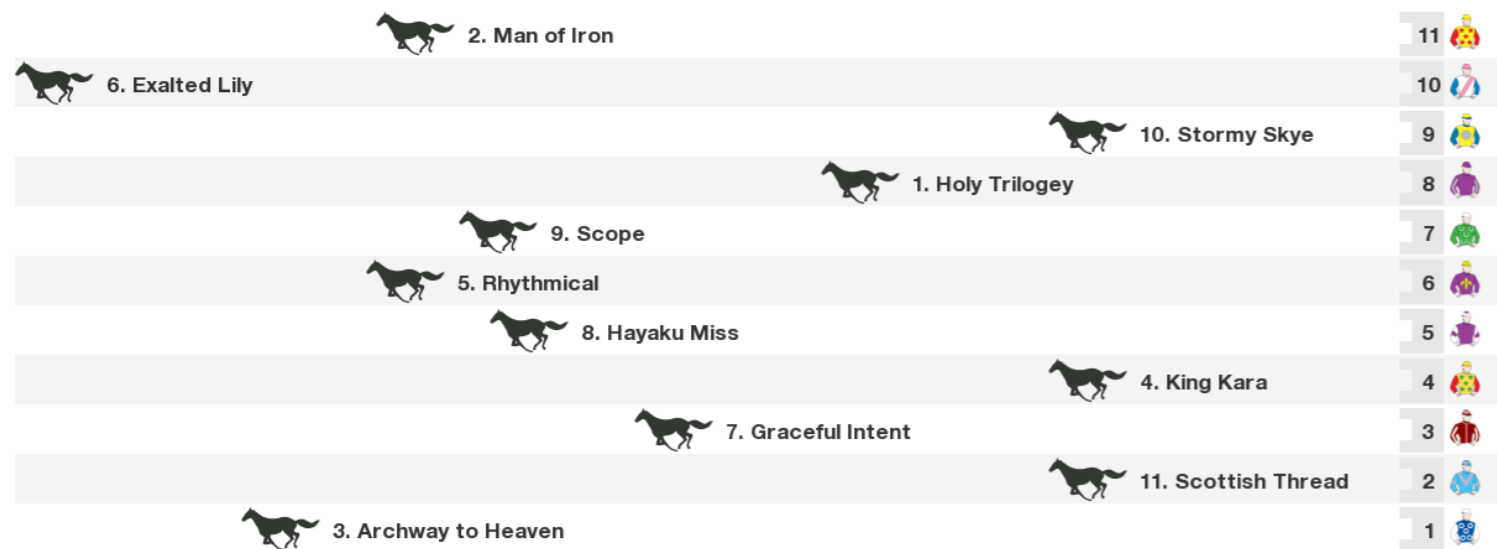 2. Man of Iron 11
6. Exalted Lily 10
10. Stormy Skye 9
1. Holy Trilogey 8
9. Scope 7
5. Rhythmical 6
8. Hayaku Miss 5
4. King Kara 4
7. Graceful Intent 3
11. Scottish Thread 2
3. Archway to Heaven 1